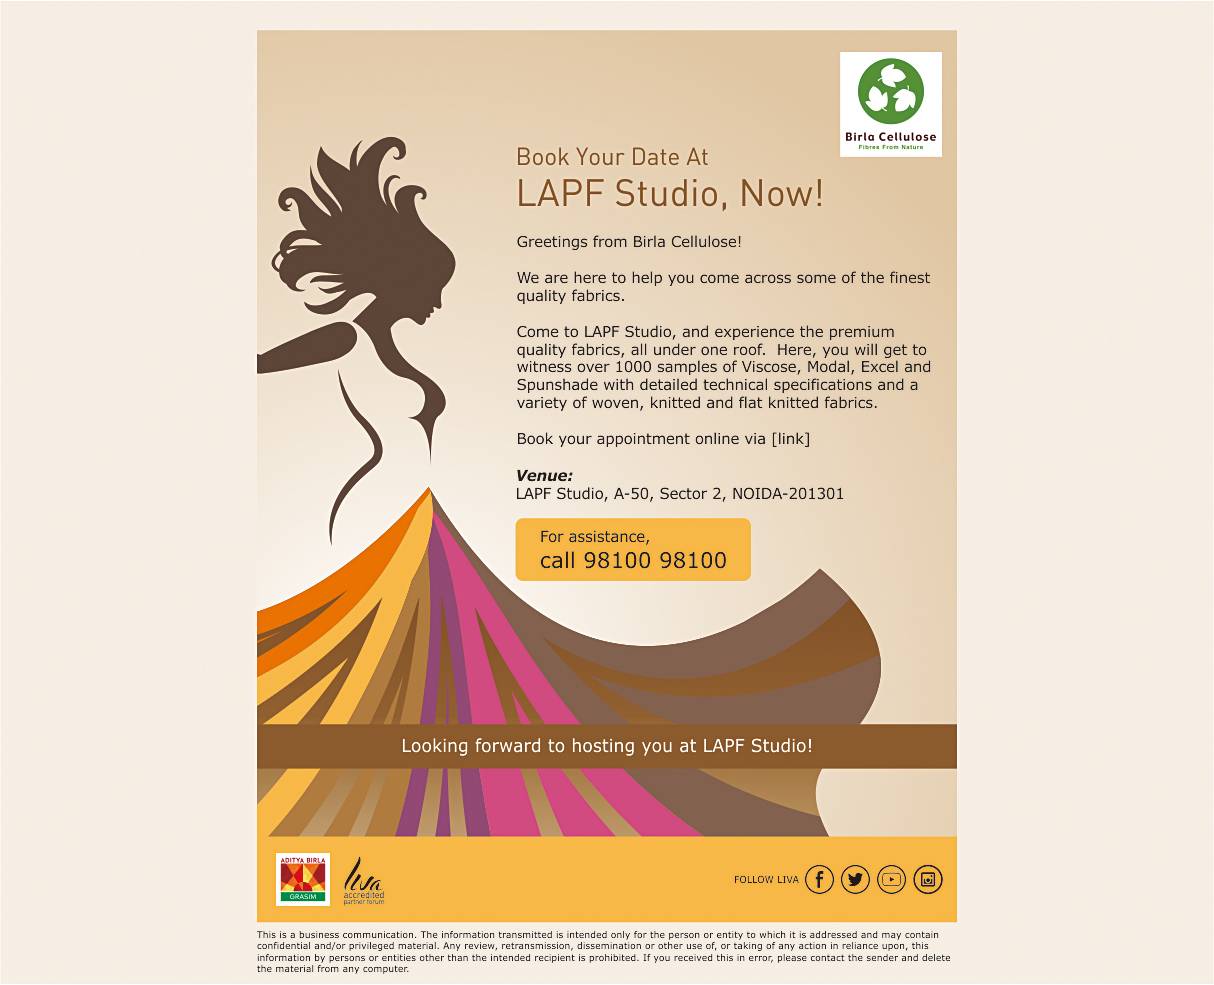 Birla Cellulose
Fibres From Nature
Book Your Date At
LAPF Studio, Now!
Greetings from Birla Cellulose!
We are here to help you come across some of the finest
quality fabrics.
Come to LAPF Studio, and experience the premium
quality fabrics, all under one roof. Here, you will get to
witness over 1000 samples of Viscose, Modal, Excel and
Spunshade with detailed technical specifications and a
variety of woven, knitted and flat knitted fabrics.
Book your appointment online via [link]
Venue:
LAPF Studio, A-50, Sector 2, NOIDA-201301
For assistance,
call 98100 98100
Looking forward to hosting you at LAPF Studio!
ADITYA BIRLA
GRASIM
Liva
accredited
partner forum
FOLLOW LIVA
This is a business communication. The information transmitted is intended only for the person or entity to which it is addressed and may contain
confidential and/or privileged material. Any review, retransmission, dissemination or other use of, or taking of any action in reliance upon, this
information by persons or entities other than the intended recipient is prohibited. If you received this in error, please contact the sender and delete
the material from any computer.